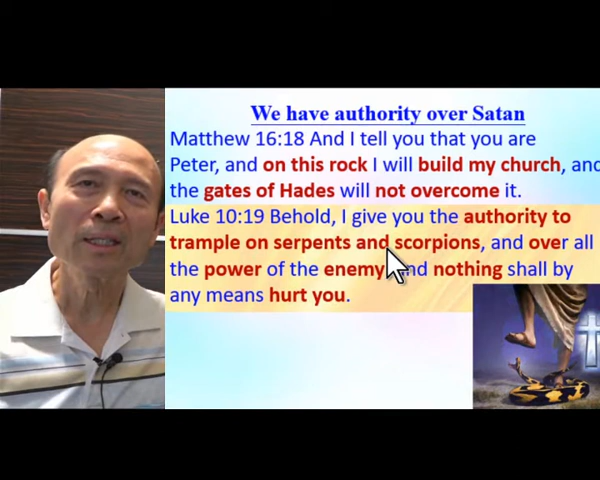 We have authority over Satan
Matthew 16:18 And I tell you that you are
Peter, and on this rock I will build my church, and
the gates of Hades will not overcome it.
Luke 10:19 Behold, I give you the authority to
trample on serpents and scorpions, and over all
the power of the enemy and nothing shall by
any means hurt you.